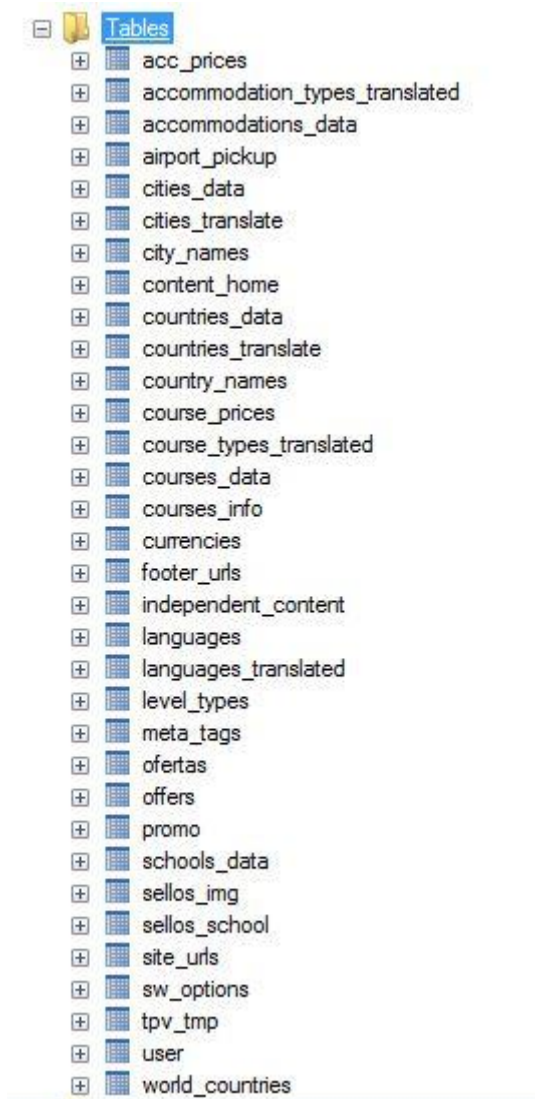 Tables
acc_prices
accommodation_types_translated
accommodations_data
airport_pickup
cities_data
cities_translate
city_names
content_home
countries_data
countries_translate
country_names
course_prices
course_types_translated
courses_data
courses_info
currencies
footer_urls
independent_content
languages
languages_translated
level_types
meta_tags
ofertas
offers
promo
schools_data
sellos_img
sellos_school
site_urls
sw_options
tpv_tmp
user
world_countries